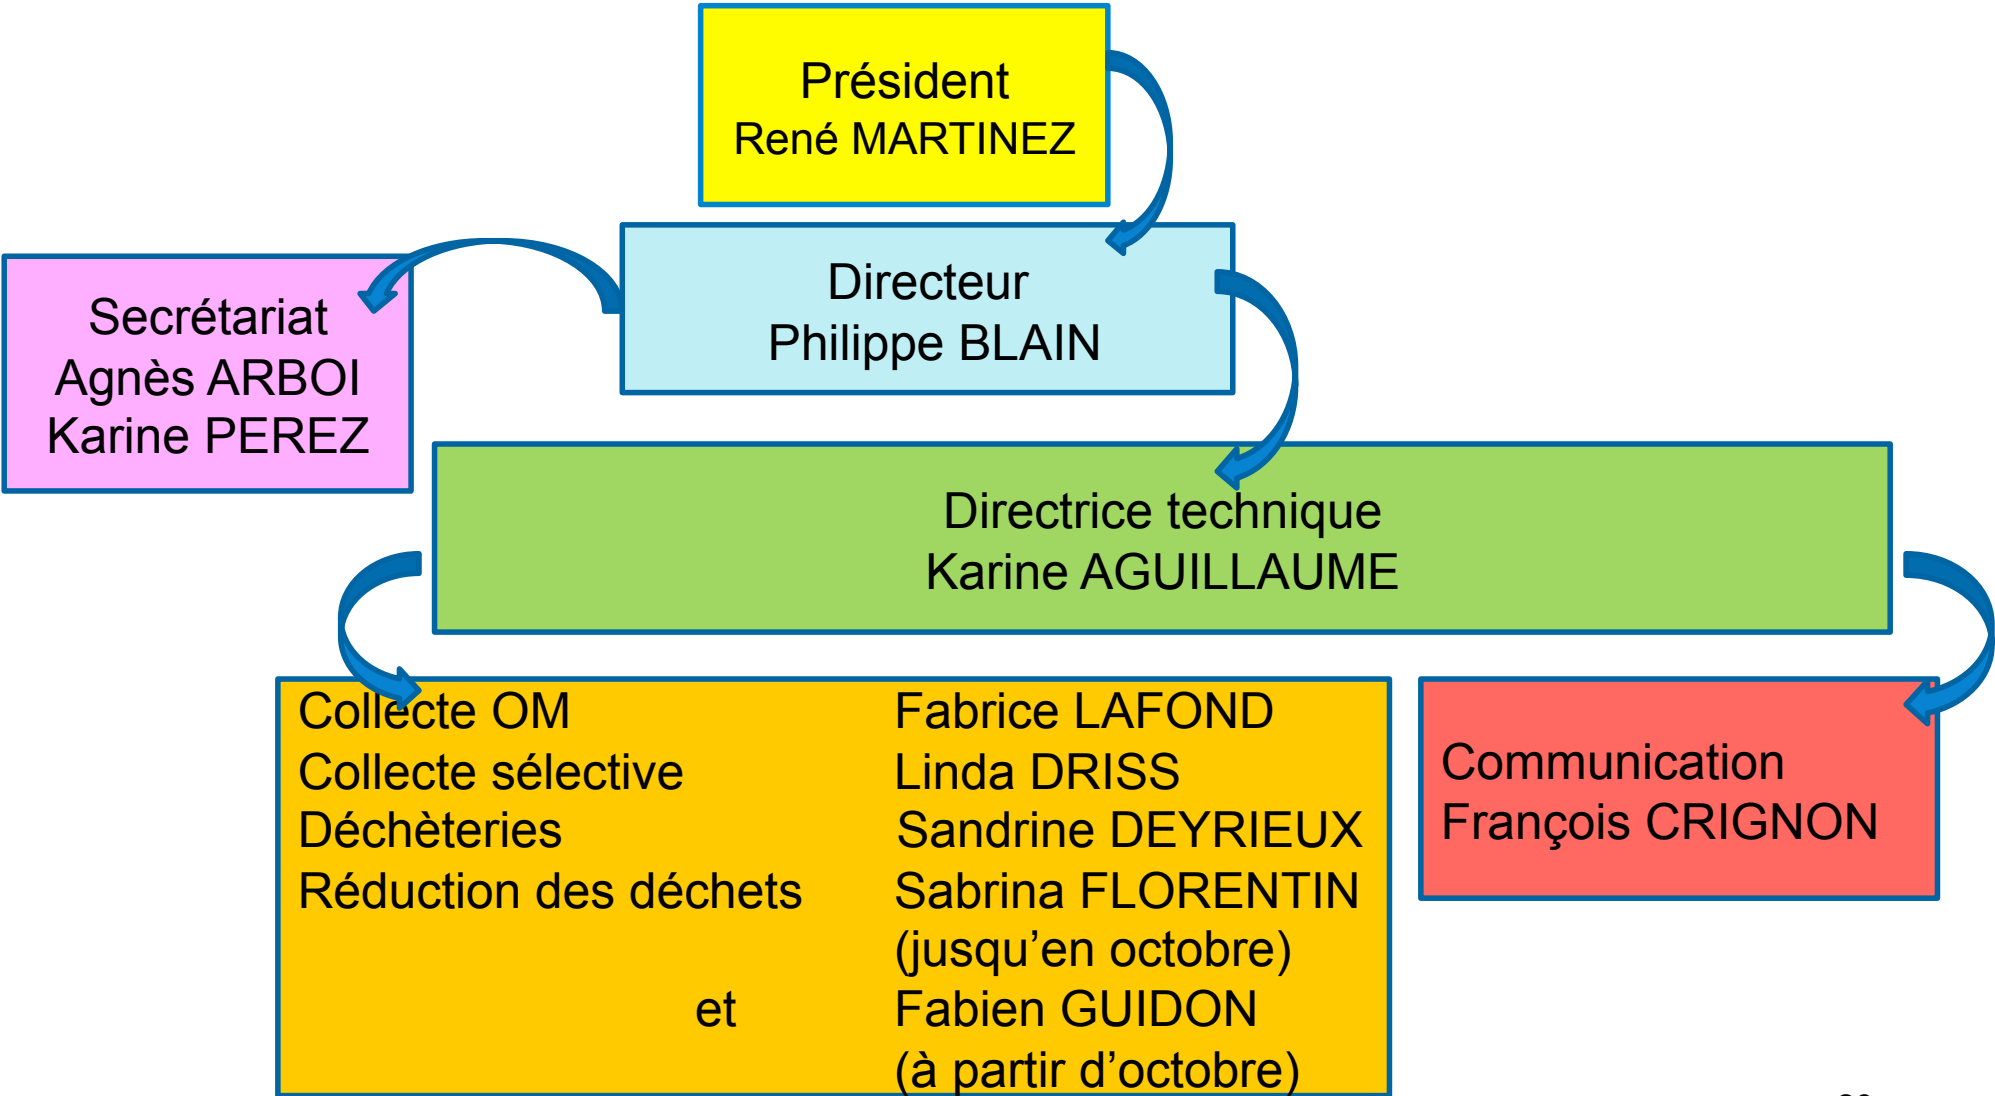 Président
René MARTINEZ
Directeur
Philippe BLAIN
Secrétariat
Agnès ARBOI
Karine PEREZ
Directrice technique
Karine AGUILLAUME
Collecte OM Fabrice LAFOND
Collecte sélective Linda DRISS
Déchèteries Sandrine DEYRIEUX
Réduction des déchets Sabrina FLORENTIN
(jusqu’en octobre)
et Fabien GUIDON
(à partir d’octobre)
Communication
François CRIGNON